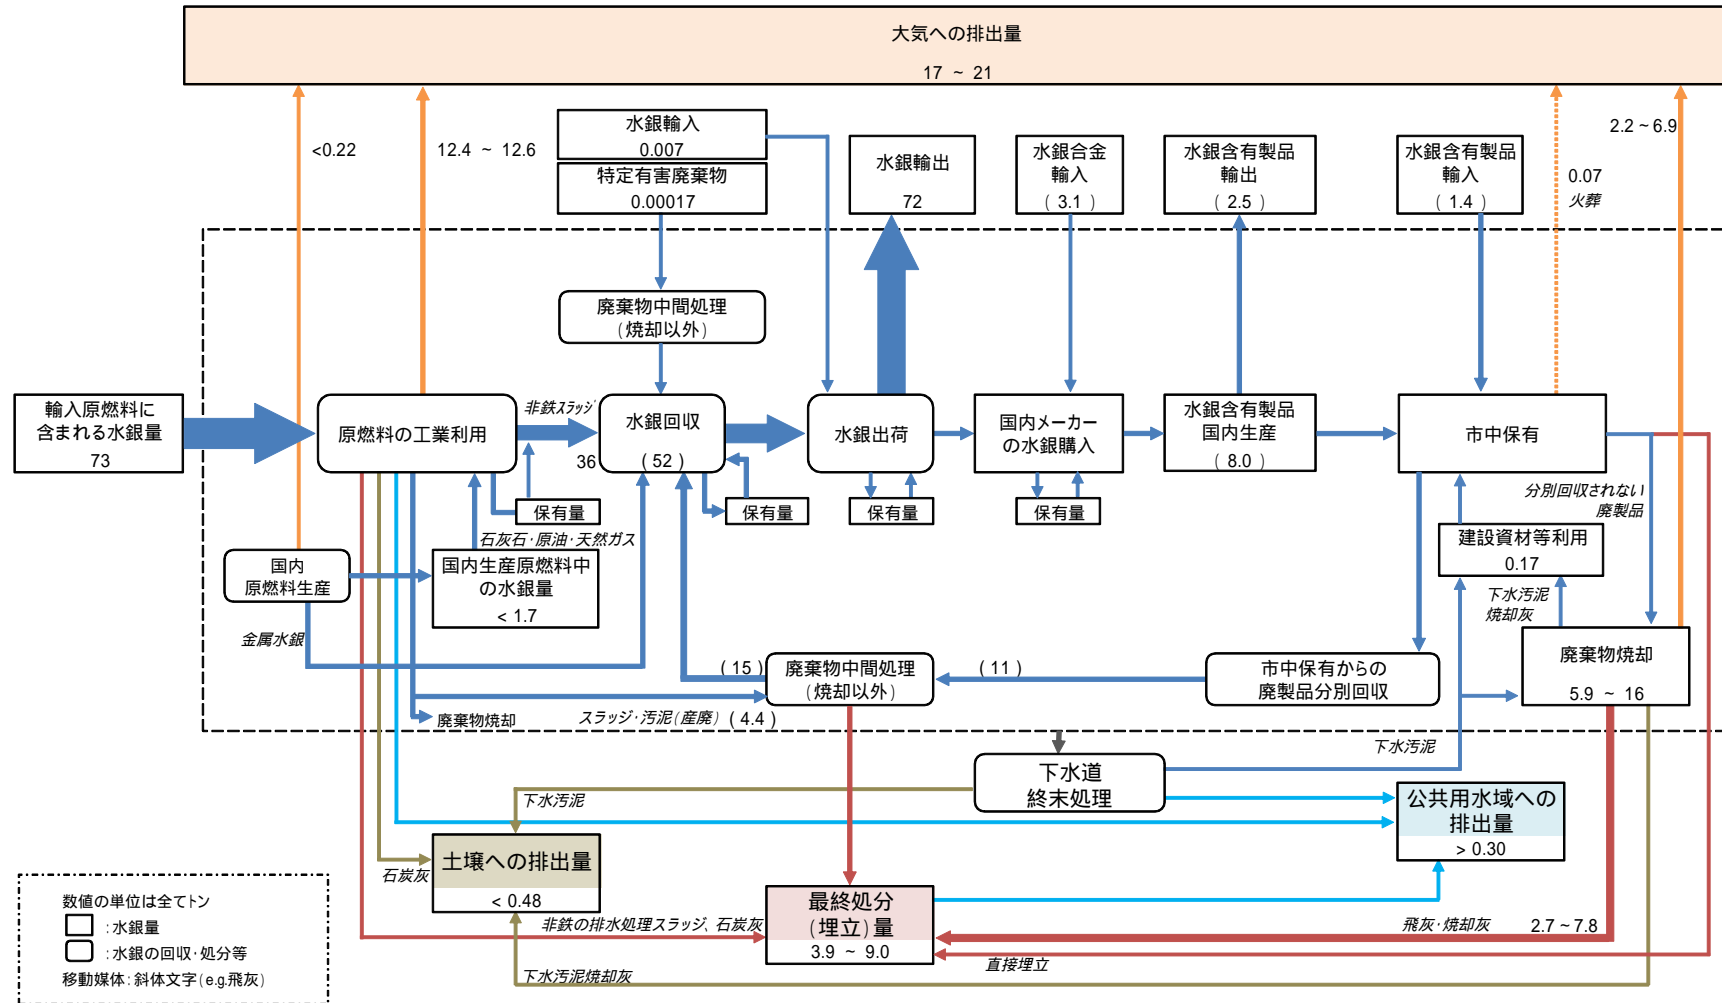 大気への排出量
17 ～ 21
<0.22
12.4 ～ 12.6
水銀輸入
0.007
特定有害廃棄物
0.00017
水銀輸出
72
水銀合金
輸入
( 3.1 )
水銀含有製品
輸出
( 2.5 )
水銀含有製品
輸入
( 1.4 )
0.07
火葬
2.2 ～ 6.9
廃棄物中間処理
(焼却以外)
輸入原燃料に
含まれる水銀量
73
原燃料の工業利用
非鉄スラッジ
36
水銀回収
( 52 )
水銀出荷
国内メーカー
の水銀購入
水銀含有製品
国内生産
( 8.0 )
市中保有
保有量
保有量
保有量
保有量
分別回収されない
廃製品
石灰石・原油・天然ガス
国内
原燃料生産
国内生産原燃料中
の水銀量
< 1.7
建設資材等利用
0.17
下水汚泥
焼却灰
金属水銀
( 15 )
廃棄物中間処理
(焼却以外)
( 11 )
市中保有からの
廃製品分別回収
廃棄物焼却
5.9 ～ 16
廃棄物焼却
スラッジ・汚泥(産廃)
( 4.4 )
下水汚泥
下水道
終末処理
下水汚泥
公共用水域への
排出量
> 0.30
土壌への排出量
< 0.48
石炭灰
非鉄の排水処理スラッジ、石炭灰
最終処分
(埋立)量
3.9 ～ 9.0
飛灰・焼却灰
2.7 ～ 7.8
直接埋立
下水汚泥焼却灰
数値の単位は全てトン
:水銀量
:水銀の回収・処分等
移動媒体:斜体文字(e.g.飛灰)